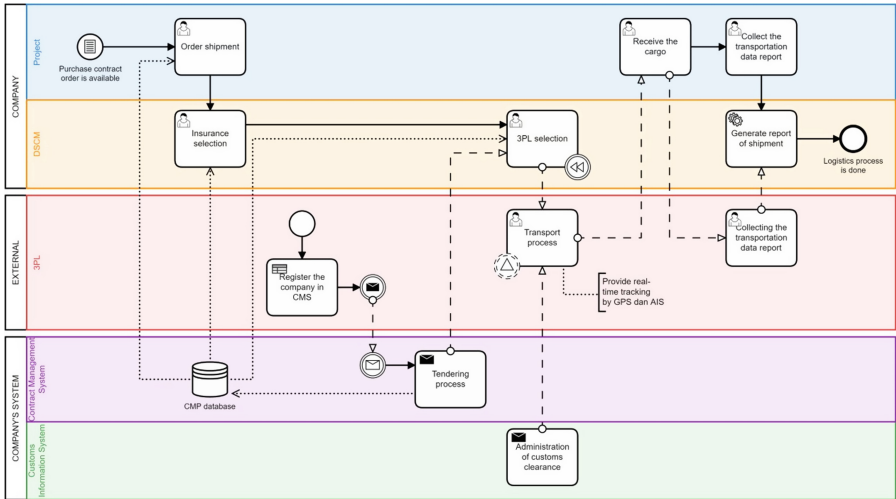 COMPANY
Project
Purchase contract
order is available
Order shipment
Receive the
cargo
Collect the
transportation
data report
DSCM
Insurance
selection
3PL selection
Generate report
of shipment
Logistics process
is done
EXTERNAL
3PL
Register the
company in
CMS
Transport
process
Collecting the
transportation
data report
Provide real-
time tracking
by GPS dan AIS
COMPANY'S SYSTEM
Contract Management
System
CMP database
Tendering
process
Customs
Information System
Administration
of customs
clearance